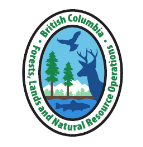 British Columbia
Forests, Lands and Natural Resource Operations